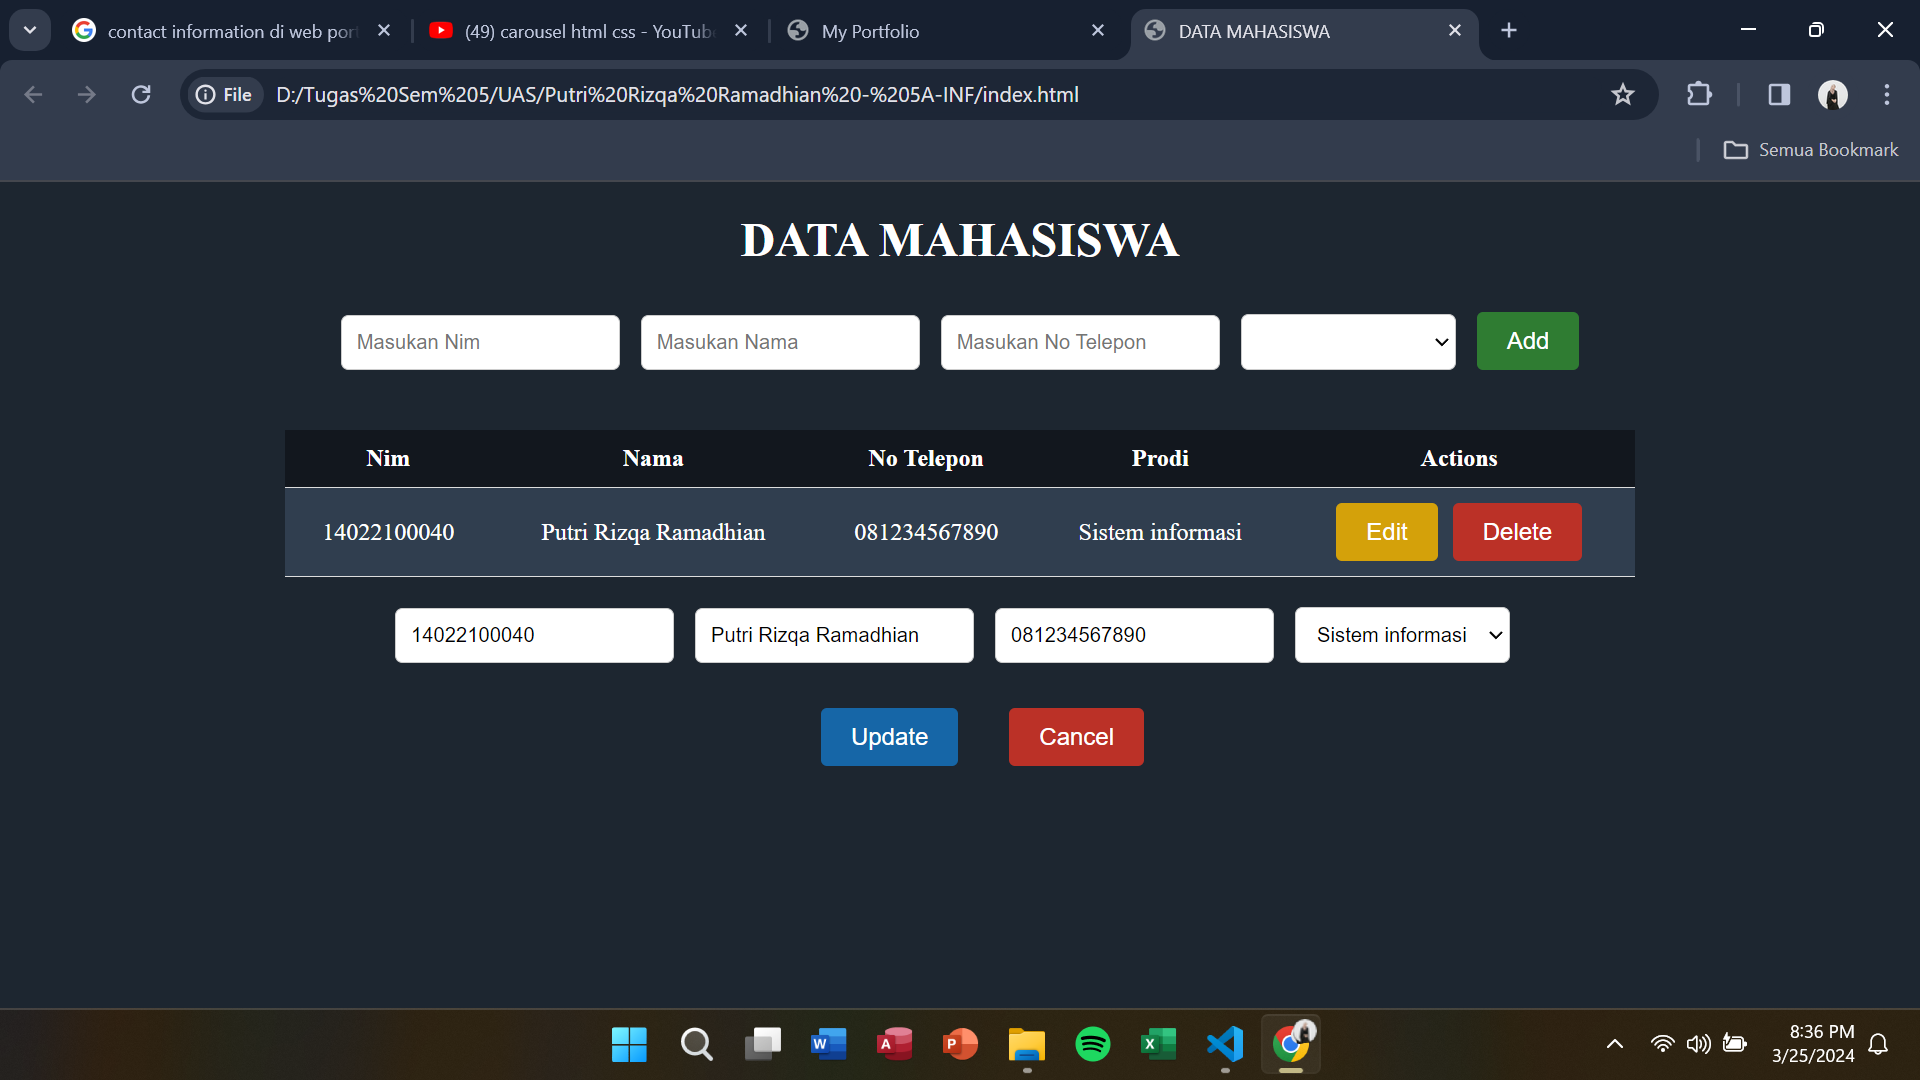 contact information di web por
(49) carousel html css - YouTub
My Portfolio
DATA MAHASISWA
File
D:/Tugas%20Sem%205/UAS/Putri%20Rizqa%20Ramadhian%20-%205A-INF/index.html
Semua Bookmark
DATA MAHASISWA
Masukan Nim
Masukan Nama
Masukan No Telepon
Add
Nim Nama No Telepon Prodi Actions
14022100040 Putri Rizqa Ramadhian 081234567890 Sistem informasi Edit Delete
14022100040 Putri Rizqa Ramadhian 081234567890 Sistem informasi
Update Cancel
W A P X
8:36 PM
3/25/2024